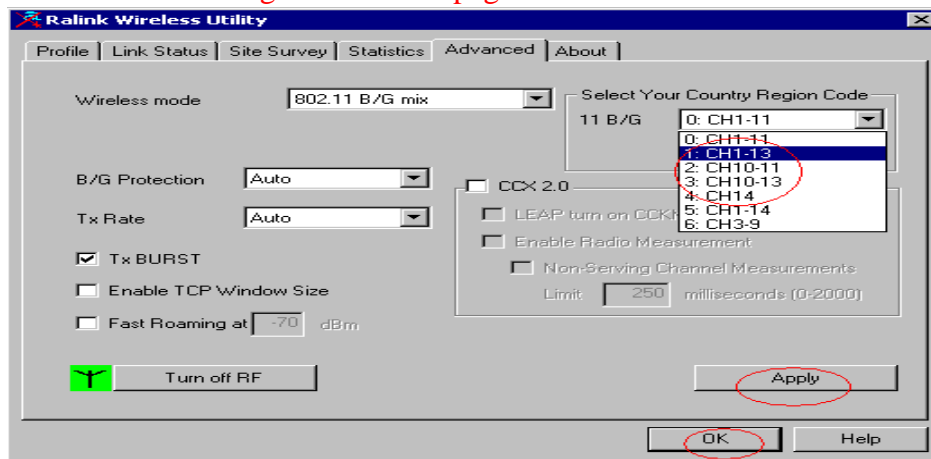 Ralink Wireless Utility
Profile Link Status Site Survey Statistics Advanced About
Wireless mode 802.11 B/G mix
Select Your Country Region Code
11 B/G 0: CH1-11
0: CH1-11
1: CH1-13
2: CH10-11
3: CH10-13
4: CH14
5: CH1-14
6: CH3-9
B/G Protection Auto
Tx Rate Auto
Tx BURST
Enable TCP Window Size
Fast Roaming at -70 dBm
CCX 2.0
LEAP turn on
Enable Radio Measurement
Non-Serving Channel Measurements
Limit 250 milliseconds (0-2000)
Turn off RF
Apply
OK Help